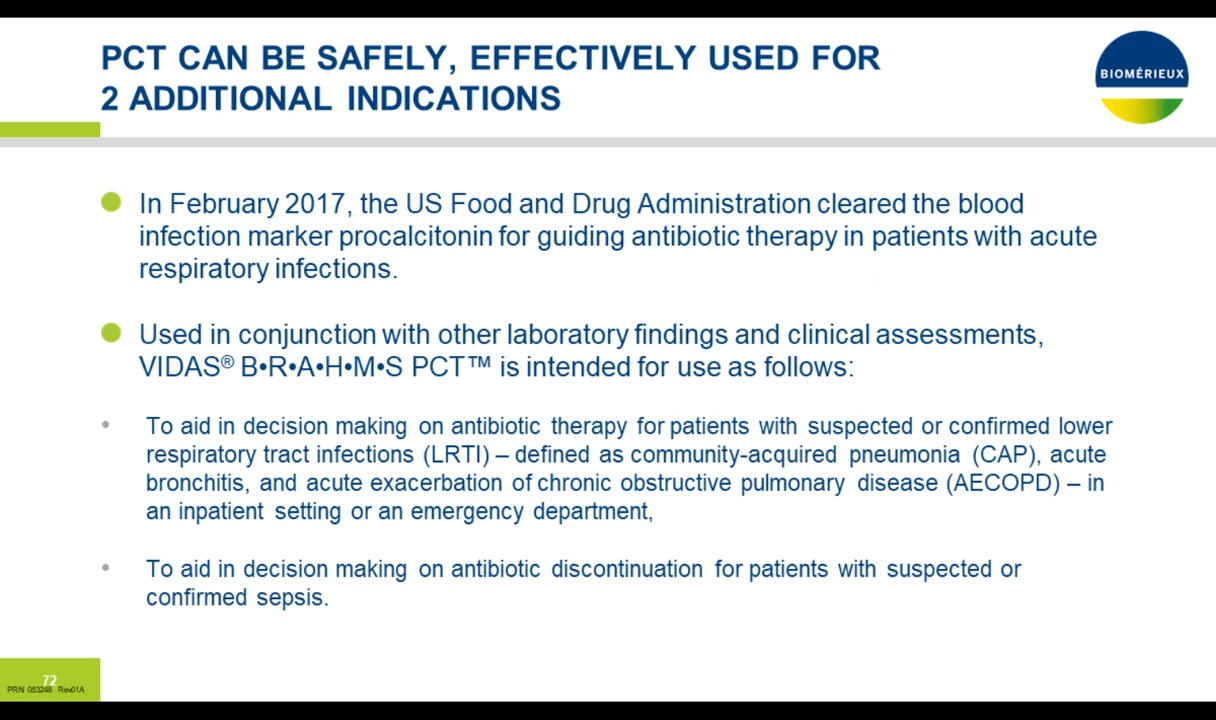 PCT CAN BE SAFELY, EFFECTIVELY USED FOR
2 ADDITIONAL INDICATIONS
BIOMÉRIEUX
In February 2017, the US Food and Drug Administration cleared the blood
infection marker procalcitonin for guiding antibiotic therapy in patients with acute
respiratory infections.
Used in conjunction with other laboratory findings and clinical assessments,
VIDAS® B•R•A•H•M•S PCT™ is intended for use as follows:
To aid in decision making on antibiotic therapy for patients with suspected or confirmed lower
respiratory tract infections (LRTI) – defined as community-acquired pneumonia (CAP), acute
bronchitis, and acute exacerbation of chronic obstructive pulmonary disease (AECOPD) – in
an inpatient setting or an emergency department,
To aid in decision making on antibiotic discontinuation for patients with suspected or
confirmed sepsis.
72
PRN 053248 Rev01A